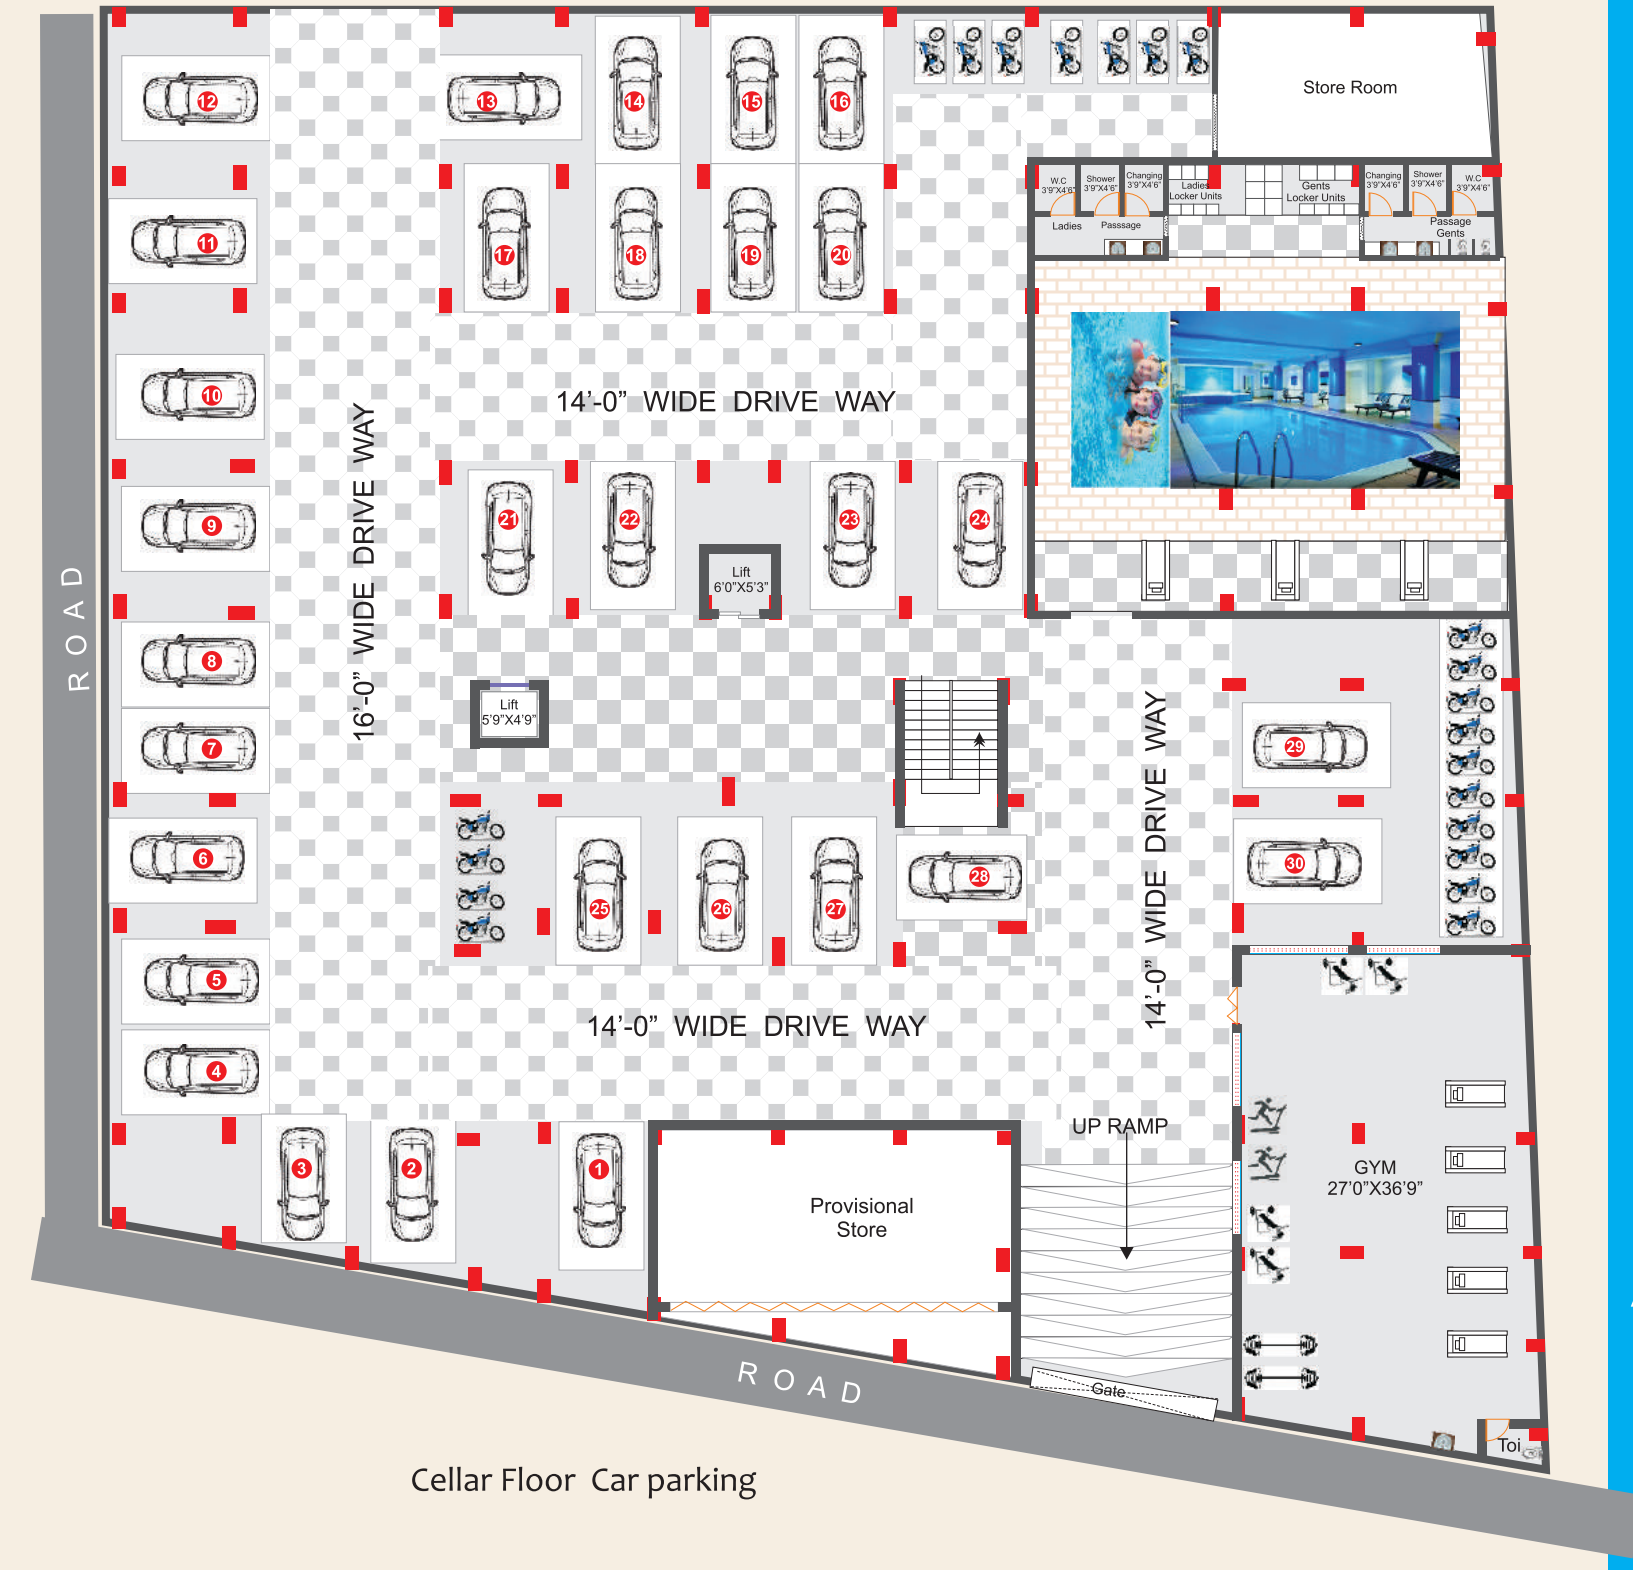 12
13
14
15
16
Store Room
11
17
18
19
20
W.C
3'9"X4'6"
Shower
3'9"X4'6"
Changing
3'9"X4'6"
Ladies
Locker Units
Gents
Locker Units
Changing
3'9"X4'6"
Shower
3'9"X4'6"
W.C
3'9"X4'6"
Ladies Passsage
Passage
Gents
10
14'-0" WIDE DRIVE WAY
16'-0" WIDE DRIVE WAY
9
21
22
23
24
Lift
6'0"X5'3"
ROAD
8
7
Lift
5'9"X4'9"
14'-0" WIDE DRIVE WAY
29
30
6
25
26
27
28
5
4
14'-0" WIDE DRIVE WAY
3
2
1
UP RAMP
GYM
27'0"X36'9"
Provisional
Store
Gate
ROAD
Toi
Cellar Floor Car parking